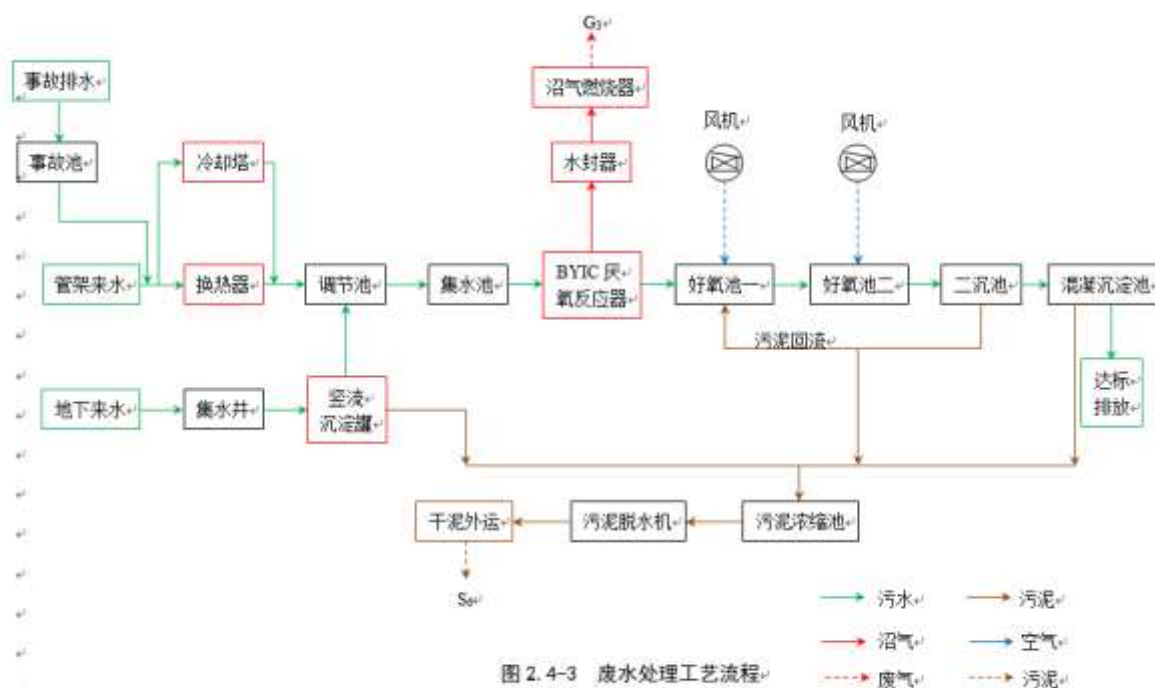 G₃
事故排水
沼气燃烧器
风机
风机
事故池
冷却塔
水封器
管架来水
换热器
调节池
集水池
BYIC 厌
氧反应器
好氧池一
好氧池二
二沉池
混凝沉淀池
污泥回流
地下来水
集水井
竖流
沉淀罐
达标
排放
干泥外运
污泥脱水机
污泥浓缩池
S₆
污水
污泥
沼气
空气
废气
污泥
图 2.4-3 废水处理工艺流程